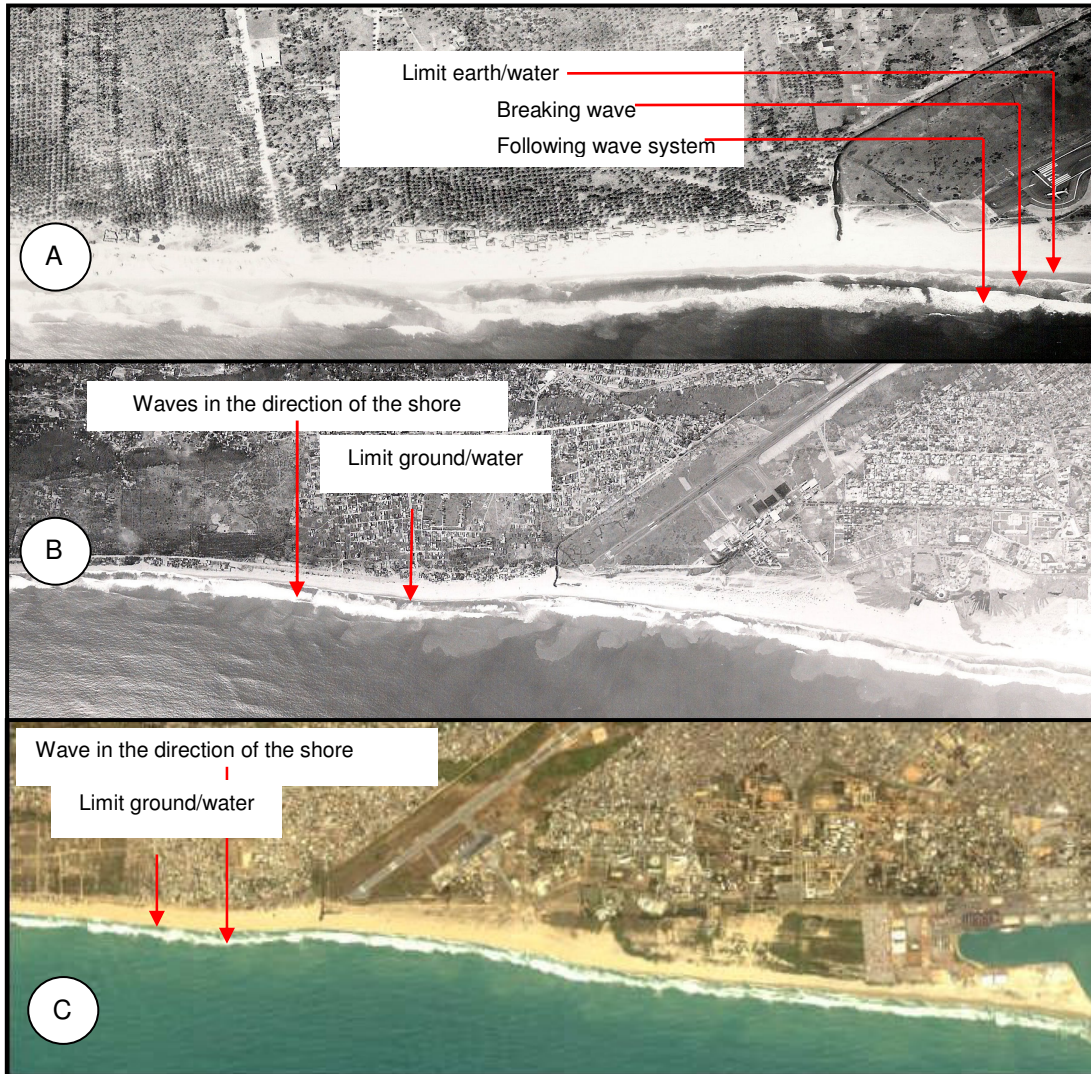 Limit earth/water
Breaking wave
Following wave system
A
Waves in the direction of the shore
Limit ground/water
B
Wave in the direction of the shore
Limit ground/water
C